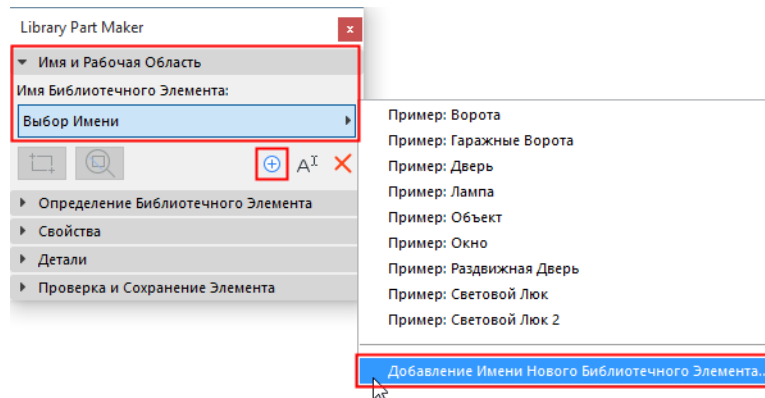 Library Part Maker
x
Имя и Рабочая Область
Имя Библиотечного Элемента:
Выбор Имени
A I
Определение Библиотечного Элемента
Свойства
Детали
Проверка и Сохранение Элемента
Пример: Ворота
Пример: Гаражные Ворота
Пример: Дверь
Пример: Лампа
Пример: Объект
Пример: Окно
Пример: Раздвижная Дверь
Пример: Световой Люк
Пример: Световой Люк 2
Добавление Имени Нового Библиотечного Элемента..